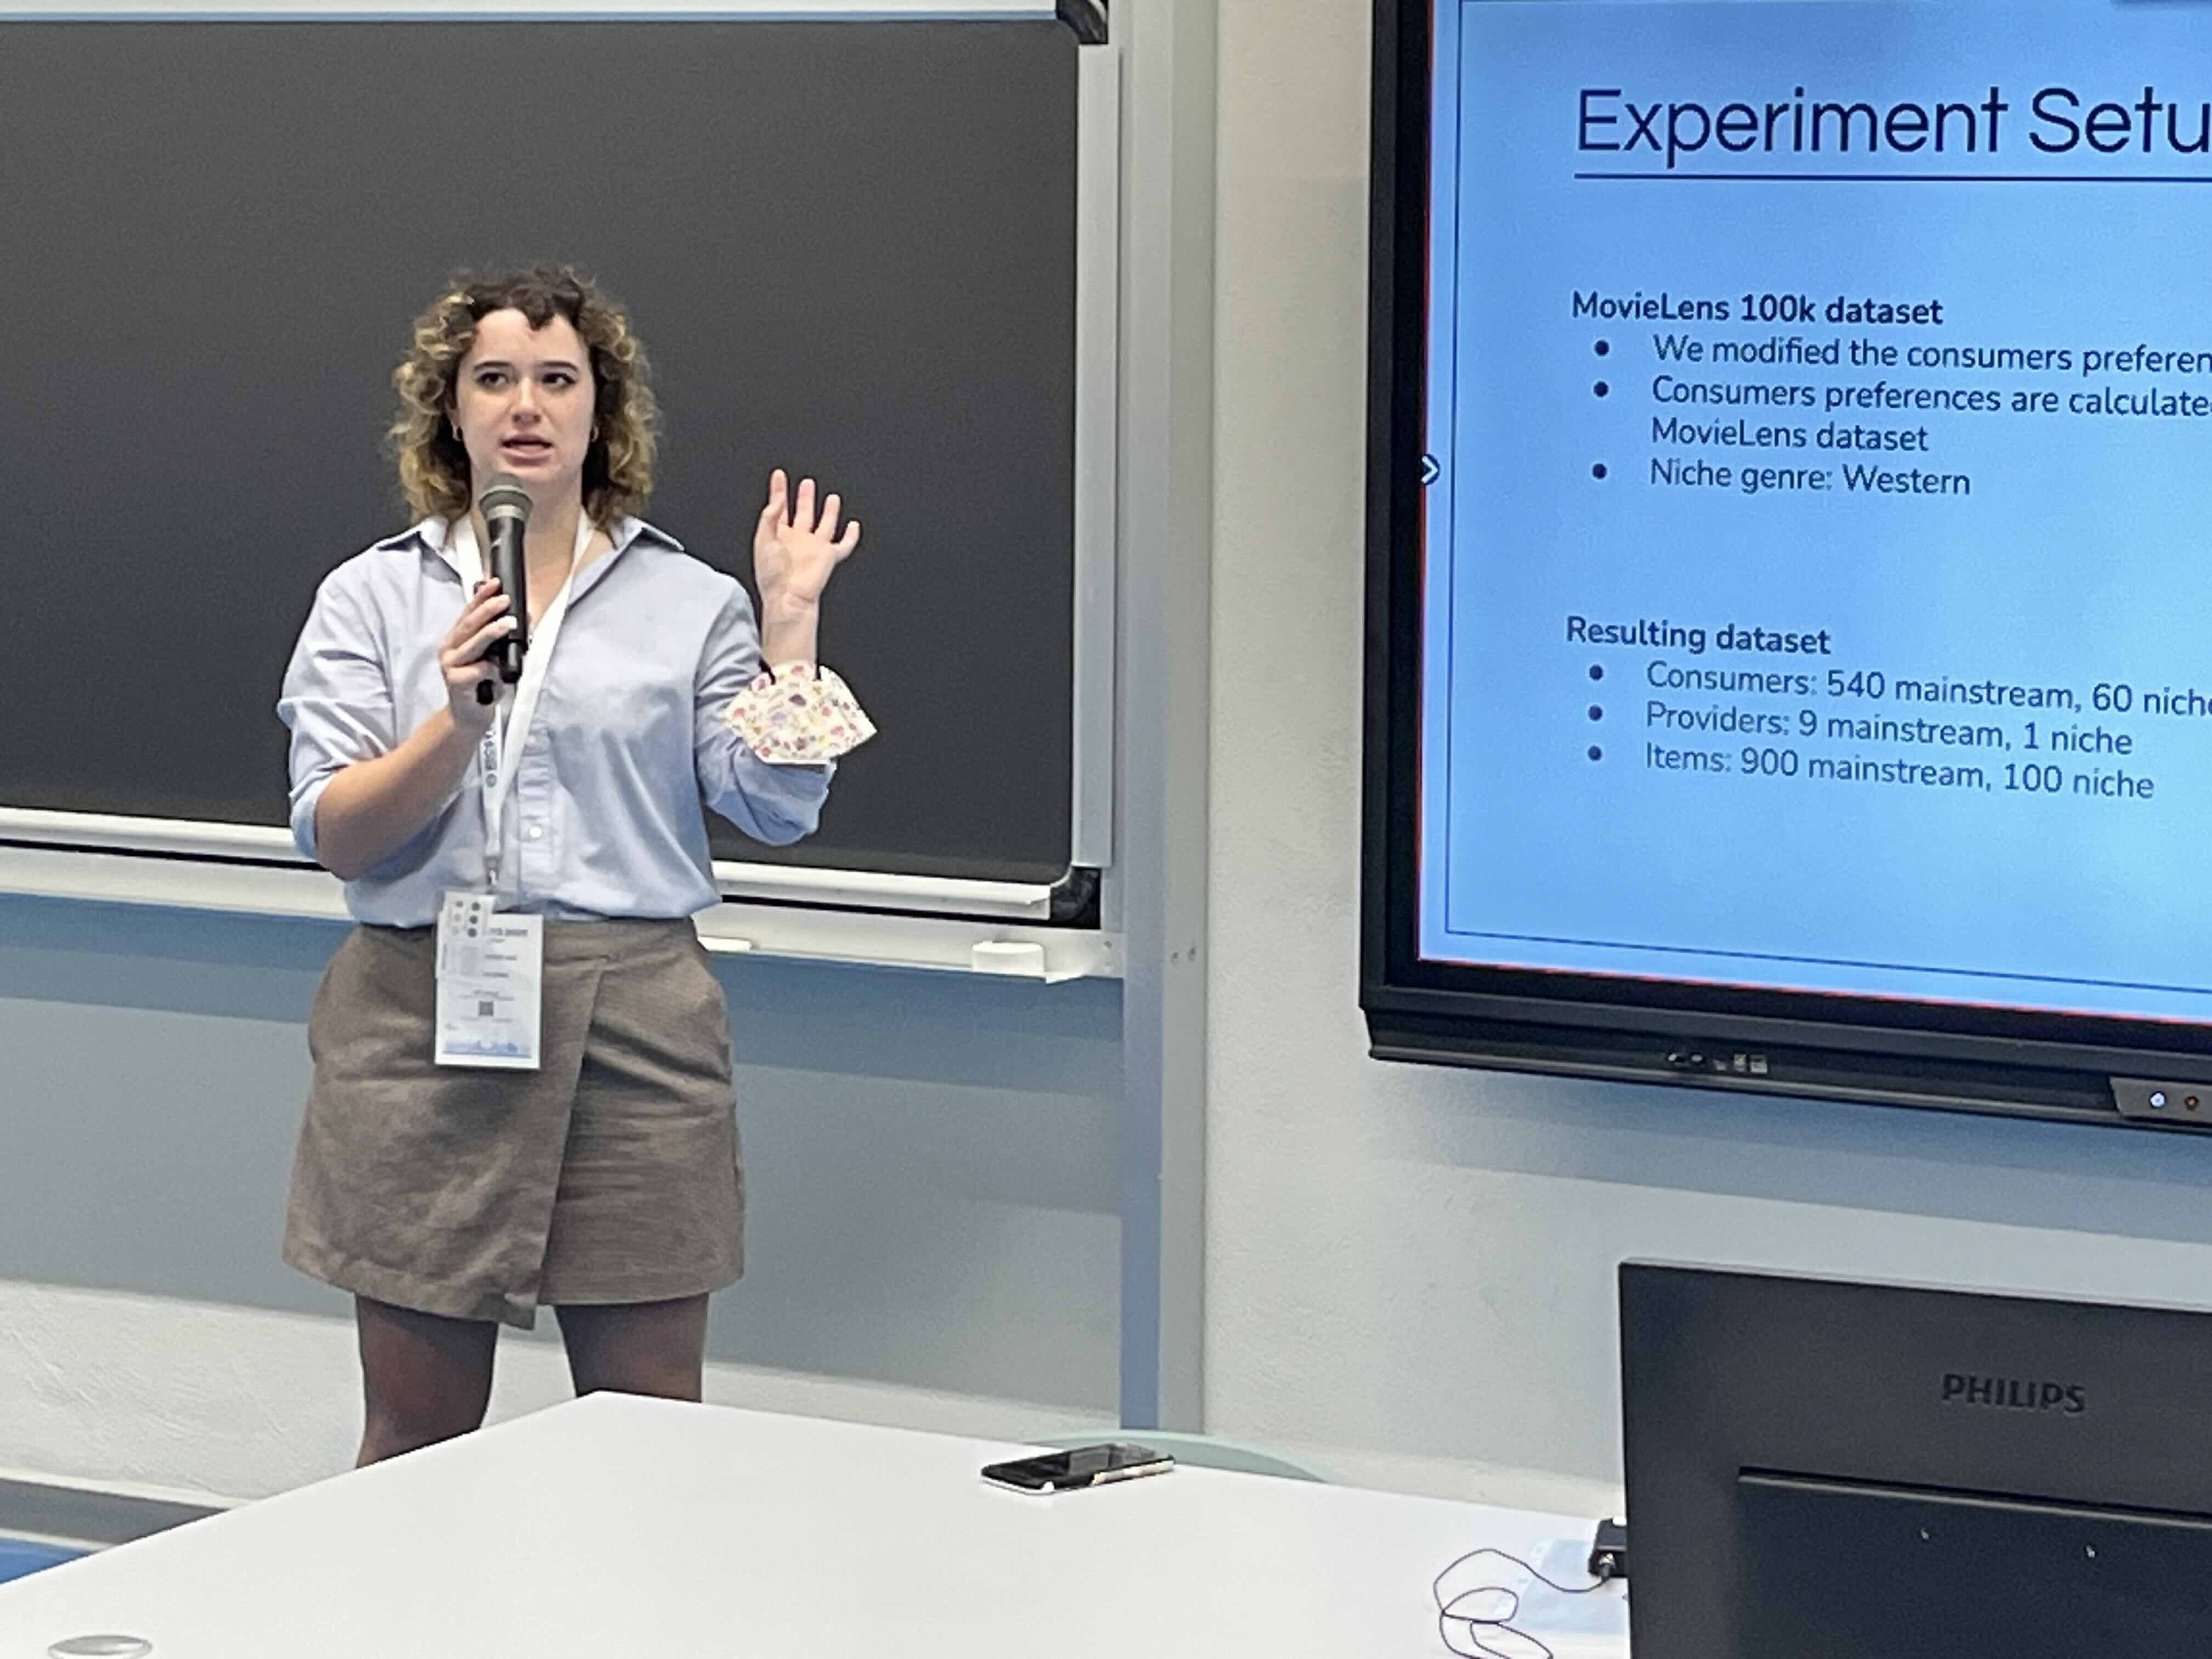 Experiment Setu
MovieLens 100k dataset
● We modified the consumers preferen
● Consumers preferences are calculate
MovieLens dataset
● Niche genre: Western
Resulting dataset
● Consumers: 540 mainstream, 60 niche
● Providers: 9 mainstream, 1 niche
● Items: 900 mainstream, 100 niche
PHILIPS